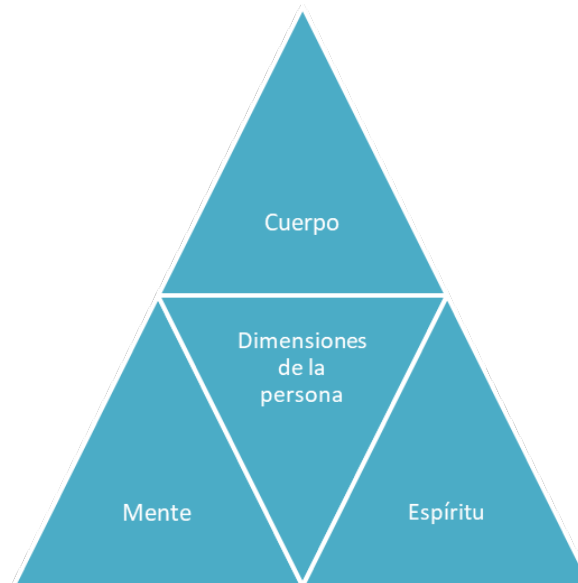 Cuerpo
Dimensiones
de la
persona
Mente
Espíritu